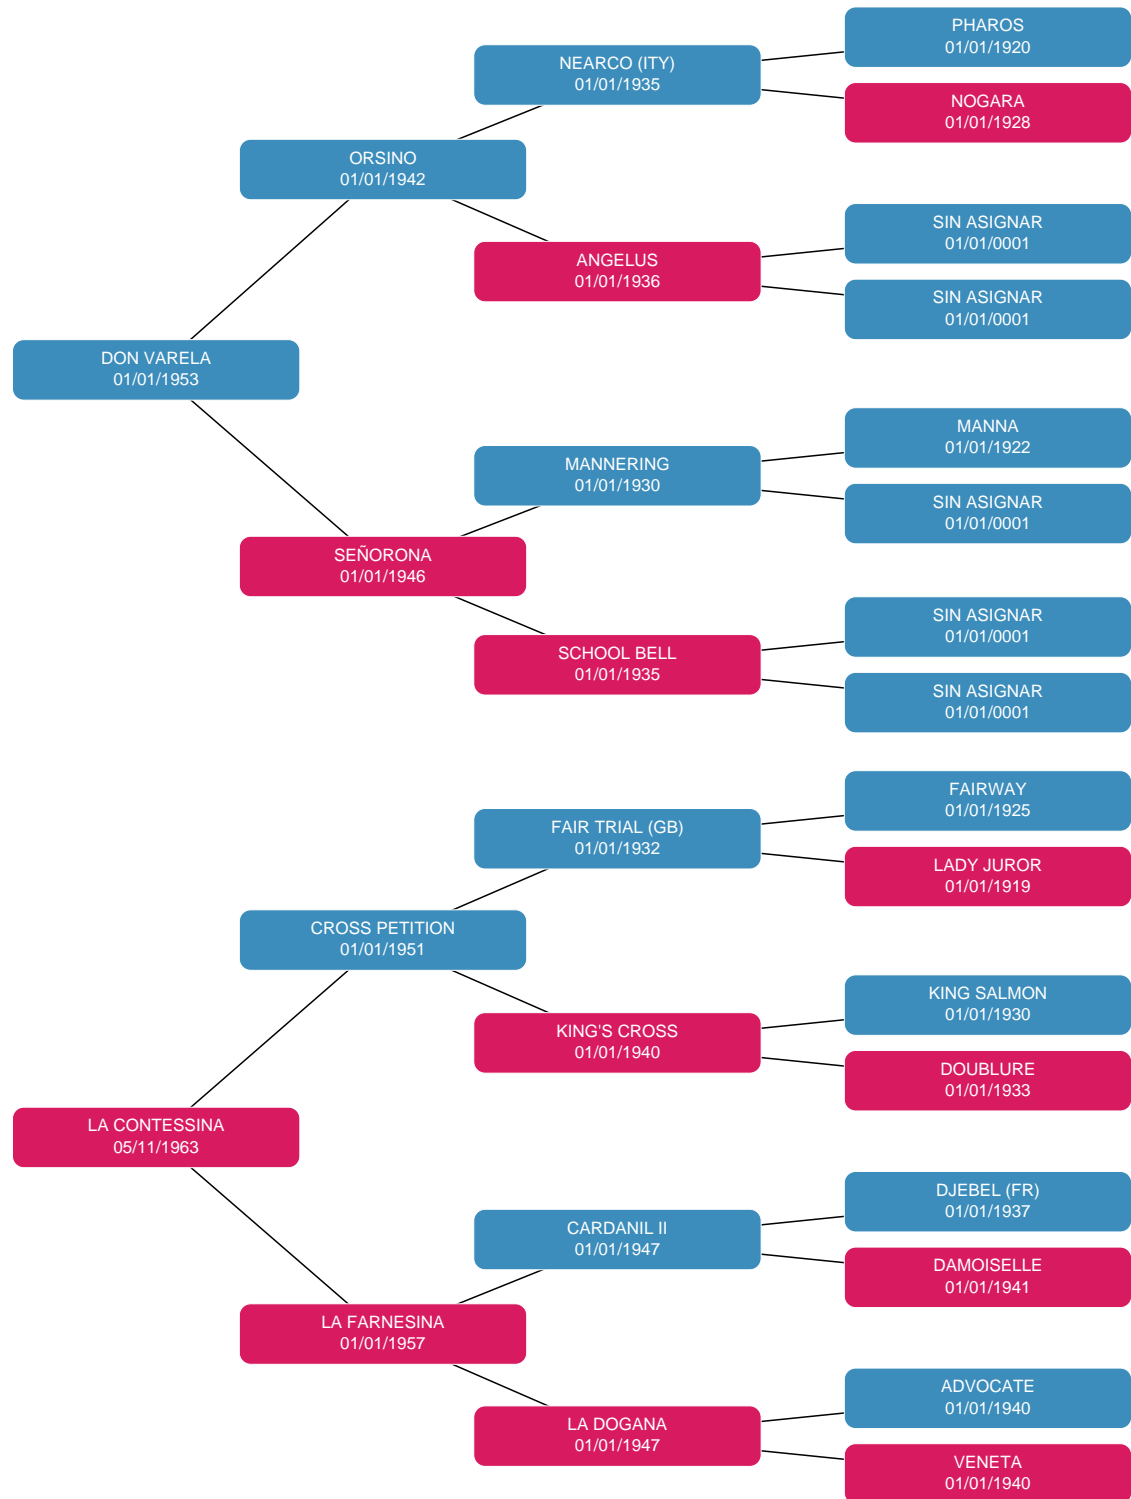 PHAROS
01/01/1920
NEARCO (ITY)
01/01/1935
NOGARA
01/01/1928
ORSINO
01/01/1942
SIN ASIGNAR
01/01/0001
ANGELUS
01/01/1936
SIN ASIGNAR
01/01/0001
DON VARELA
01/01/1953
MANNA
01/01/1922
MANNERING
01/01/1930
SIN ASIGNAR
01/01/0001
SEÑORONA
01/01/1946
SIN ASIGNAR
01/01/0001
SCHOOL BELL
01/01/1935
SIN ASIGNAR
01/01/0001
FAIRWAY
01/01/1925
FAIR TRIAL (GB)
01/01/1932
LADY JUROR
01/01/1919
CROSS PETITION
01/01/1951
KING SALMON
01/01/1930
KING'S CROSS
01/01/1940
DOUBLURE
01/01/1933
LA CONTESSINA
05/11/1963
DJEBEL (FR)
01/01/1937
CARDANIL II
01/01/1947
DAMOISELLE
01/01/1941
LA FARNESINA
01/01/1957
ADVOCATE
01/01/1940
LA DOGANA
01/01/1947
VENETA
01/01/1940